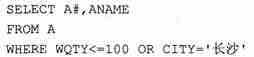 SELECT A#,ANAME
FROM A
WHERE WQTY<=100 OR CITY='长沙'